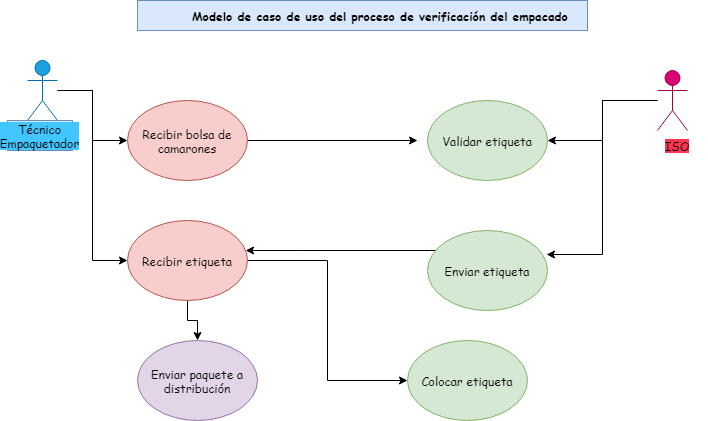 Modelo de caso de uso del proceso de verificación del empacado
Técnico
Empaquetador
ISO
Recibir bolsa de
camarones
Validar etiqueta
Recibir etiqueta
Enviar etiqueta
Enviar paquete a
distribución
Colocar etiqueta